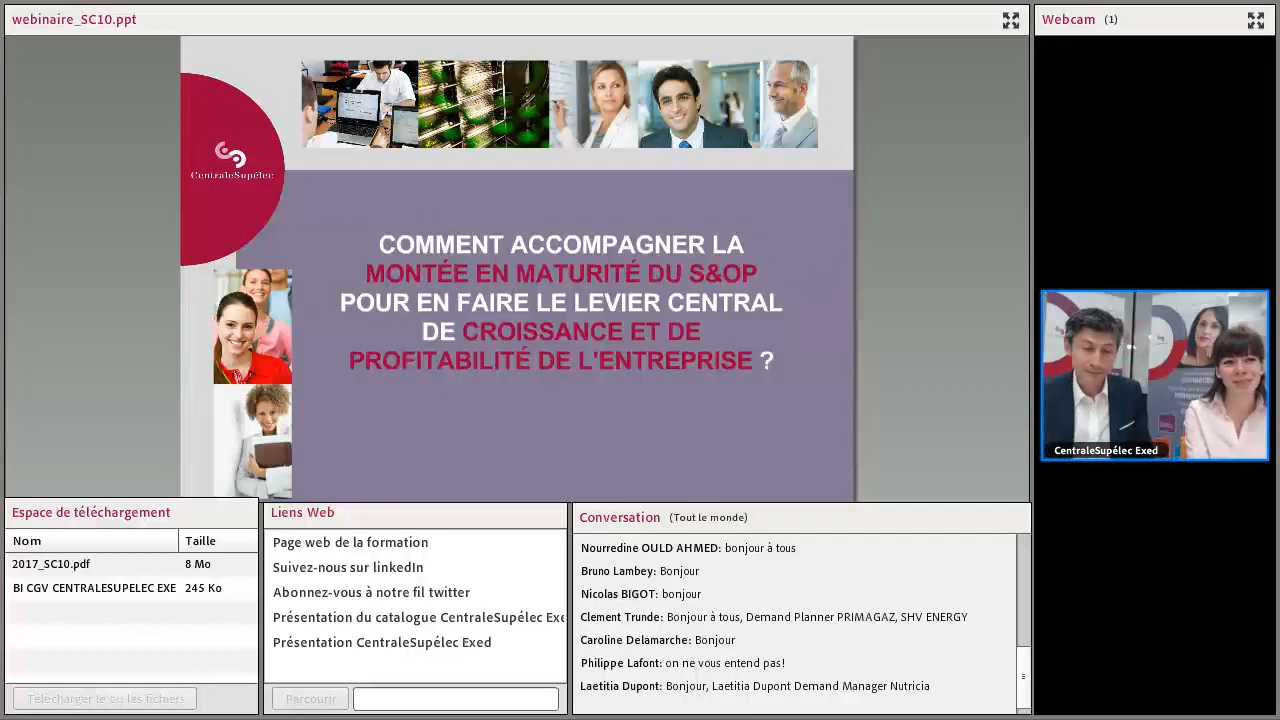 webinaire_SC10.ppt
Webcam (1)
CentraleSupélec
COMMENT ACCOMPAGNER LA
MONTÉE EN MATURITÉ DU S&OP
POUR EN FAIRE LE LEVIER CENTRAL
DE CROISSANCE ET DE
PROFITABILITÉ DE L'ENTREPRISE ?
CentraleSupélec Exed
Espace de téléchargement
Nom Taille
2017_SC10.pdf 8 Mo
BI CGV CENTRALESUPELEC EXE 245 Ko
Télécharger le ou les fichiers
Liens Web
Page web de la formation
Suivez-nous sur linkedIn
Abonnez-vous à notre fil twitter
Présentation du catalogue CentraleSupélec Exe
Présentation CentraleSupélec Exed
Parcourir
Conversation (Tout le monde)
Nourredine OULD AHMED: bonjour à tous
Bruno Lambey: Bonjour
Nicolas BIGOT: bonjour
Clement Trunde: Bonjour à tous, Demand Planner PRIMAGAZ, SHV ENERGY
Caroline Delamarche: Bonjour
Philippe Lafont: on ne vous entend pas!
Laetitia Dupont: Bonjour, Laetitia Dupont Demand Manager Nutricia